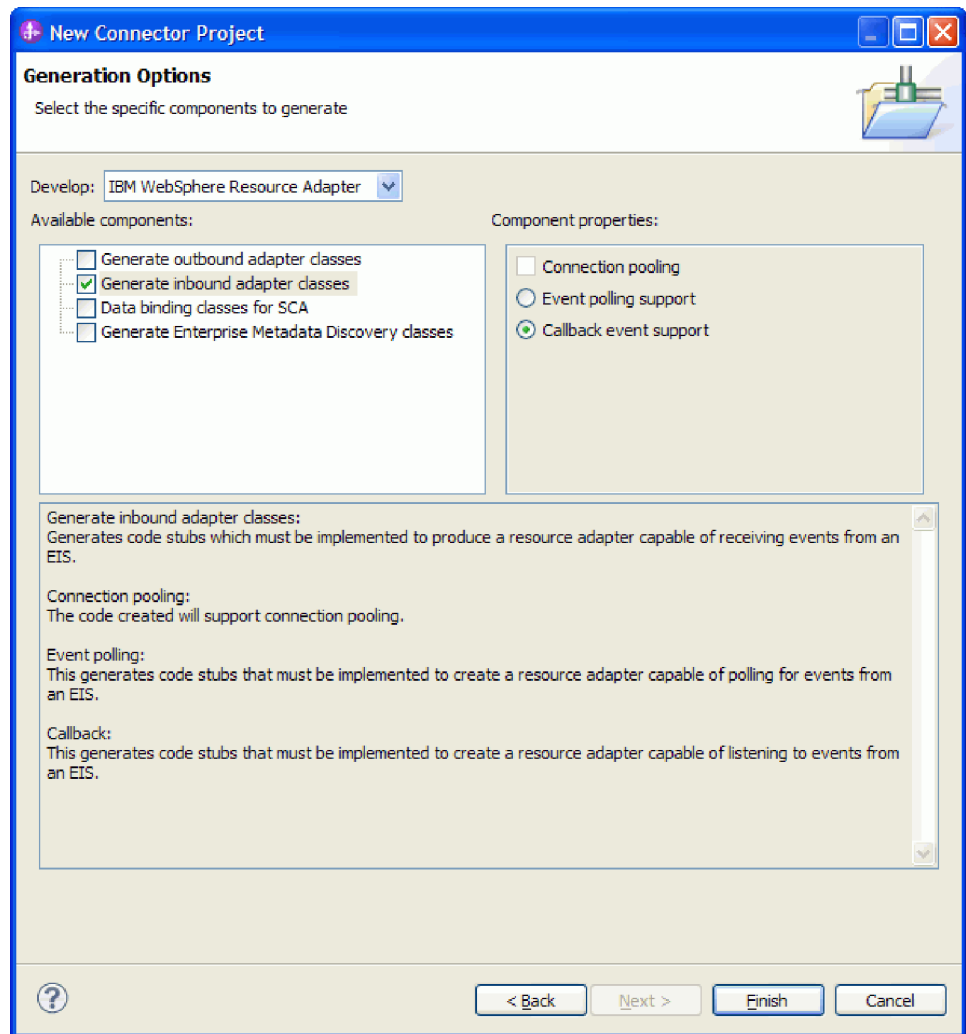 New Connector Project
Generation Options
Select the specific components to generate
Develop: IBM WebSphere Resource Adapter
Available components:
Component properties:
Generate outbound adapter classes
Generate inbound adapter classes
Data binding classes for SCA
Generate Enterprise Metadata Discovery classes
Connection pooling
Event polling support
Callback event support
Generate inbound adapter classes:
Generates code stubs which must be implemented to produce a resource adapter capable of receiving events from an
EIS.
Connection pooling:
The code created will support connection pooling.
Event polling:
This generates code stubs that must be implemented to create a resource adapter capable of polling for events from
an EIS.
Callback:
This generates code stubs that must be implemented to create a resource adapter capable of listening to events from
an EIS.
?
< Back
Next >
Finish
Cancel